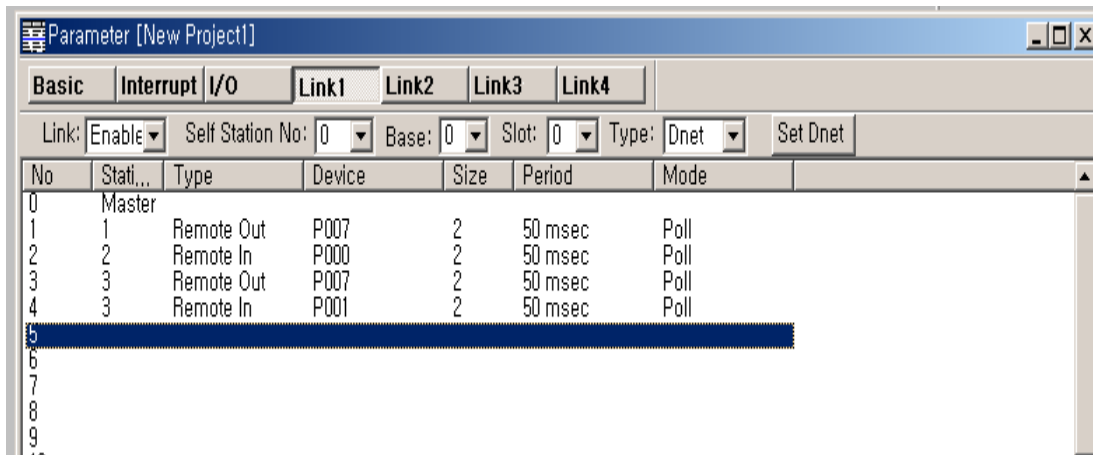 Parameter [New Project1]
Basic Interrupt I/O Link1 Link2 Link3 Link4
Link: Enable Self Station No: 0 Base: 0 Slot: 0 Type: Dnet Set Dnet
No Stati... Type Device Size Period Mode
0 Master
1 1 Remote Out P007 2 50 msec Poll
2 2 Remote In P000 2 50 msec Poll
3 3 Remote Out P007 2 50 msec Poll
4 3 Remote In P001 2 50 msec Poll
5
6
7
8
9